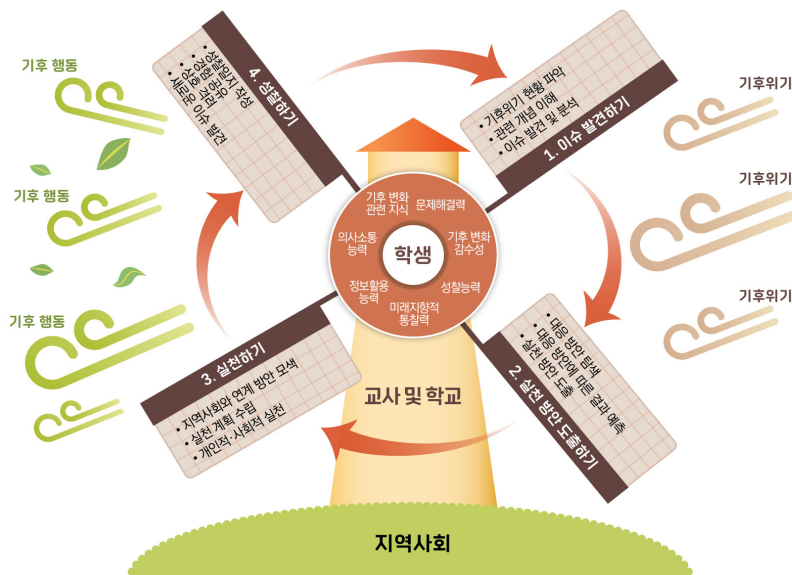 기후 행동
기후 행동
기후 행동
4. 성찰하기
• 성찰일지 작성
• 경험 공유
• 상호 격려
• 새로운 이슈 발견
1. 이슈 발견하기
• 기후위기 현황 파악
• 관련 개념 이해
• 이슈 발견 및 분석
기후위기
기후위기
기후위기
기후 변화
관련 지식
문제해결력
의사소통
능력
학생
기후 변화
감수성
정보활용
능력
성찰능력
미래지향적
통찰력
3. 실천하기
• 지역사회와 연계 방안 모색
• 실천 계획 수립
• 개인적·사회적 실천
2. 실천 방안 도출하기
• 대응 방안 탐색
• 대응 방안에 따른 결과 예측
• 실천 방안 도출
교사 및 학교
지역사회